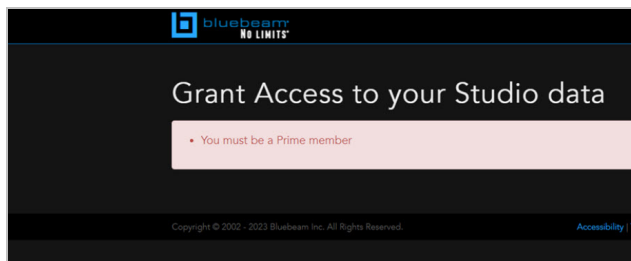 bluebeam
NO LIMITS
Grant Access to your Studio data
• You must be a Prime member
Copyright © 2002 - 2023 Bluebeam Inc. All Rights Reserved.
Accessibility |